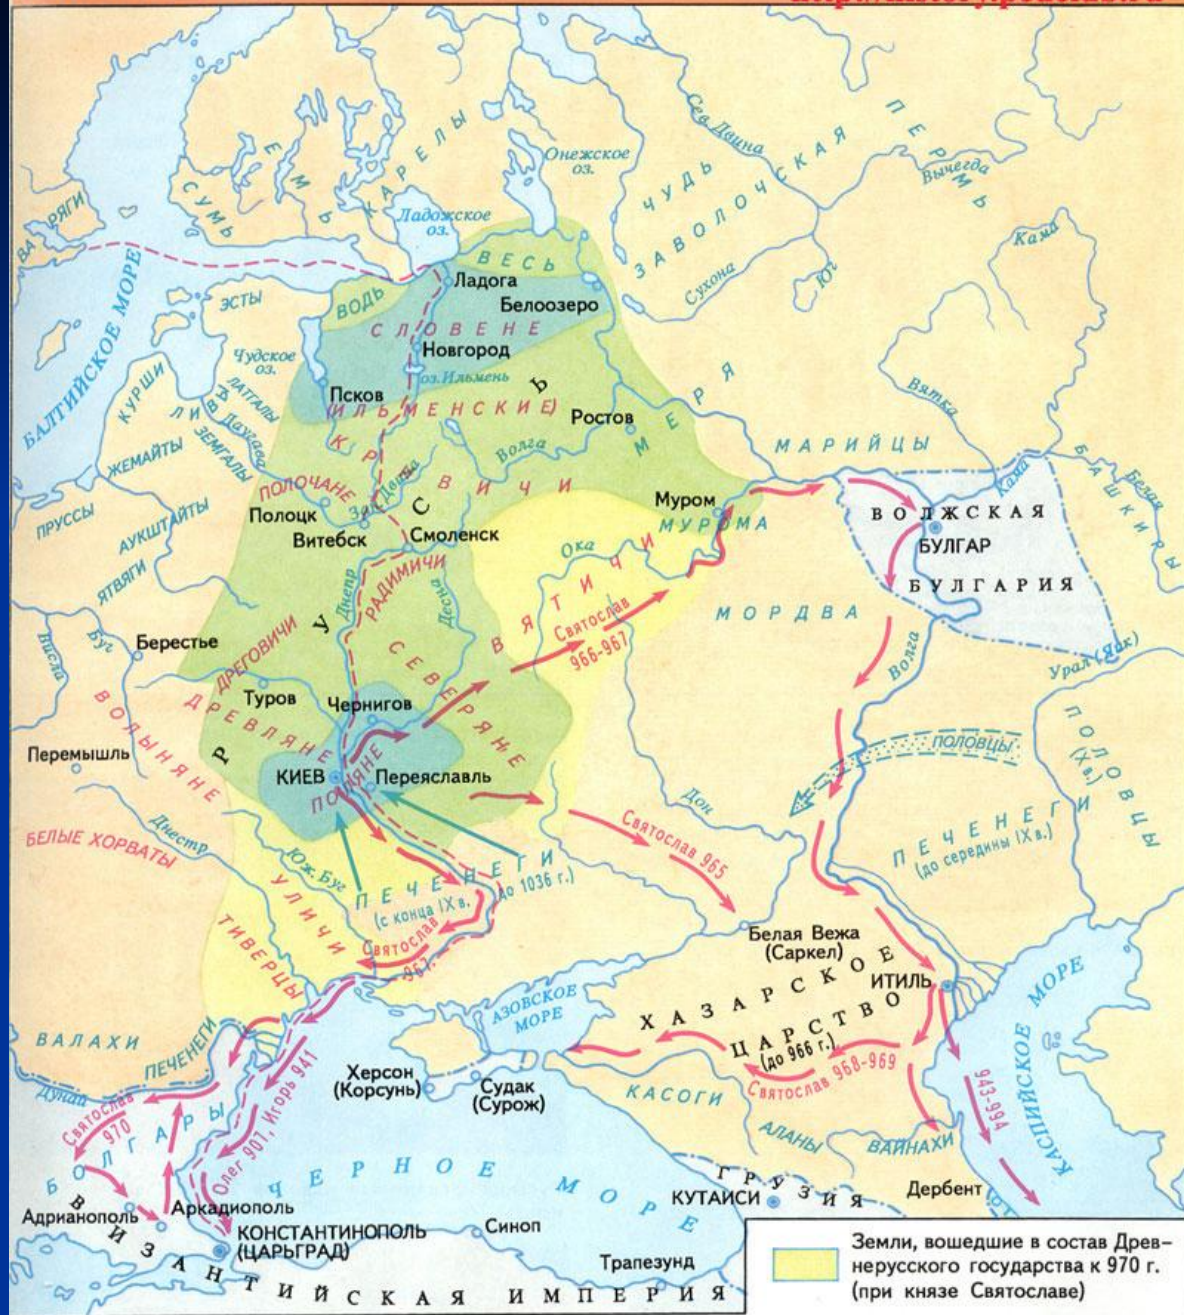 ВАРЯГИ
СУМЬ
ЕМЬ
КАРЕЛЫ
Онежское
оз.
Ладожское
оз.
ЧУДЬ
ЗАВОЛОЧСКАЯ
Сев. Двина
ПЕРМЬ
Вычегда
Кама
Сухона
Юг
Вятка
БАЛТИЙСКОЕ МОРЕ
ЭСТЫ
ВОДЬ
ВЕСЬ
Ладога
Белоозеро
СЛОВЕНЕ
Новгород
оз. Ильмень
(ИЛЬМЕНСКИЕ)
Чудское
оз.
Псков
КУРШИ
ЛИВЬ
ЛАТГАЛЫ
ЗЕМГАЛЫ
Даугава
ЖЕМАЙТЫ
АУКШТАЙТЫ
ПРУССЫ
ЯТВЯГИ
Ростов
МЕРЯ
Волга
КРИВИЧИ
ПОЛОЧАНЕ
Полоцк
Витебск
Зап. Двина
Смоленск
Муром
МУРОМА
МАРИЙЦЫ
Кама
Белая
БАШКИРЫ
ВОЛЖСКАЯ
БУЛГАР
БУЛГАРИЯ
МОРДВА
Волга
Урал (Яик)
Ока
ВЯТИЧИ
Святослав
966-967
РАДИМИЧИ
Днепр
Десна
СЕВЕРЯНЕ
РУСЬ
Висла
Буг
Берестье
ДРЕГОВИЧИ
Туров
Чернигов
ДРЕВЛЯНЕ
ВОЛЫНЯНЕ
Перемышль
КИЕВ
ПОЛЯНЕ
Переяславль
БЕЛЫЕ ХОРВАТЫ
Днестр
Юж. Буг
УЛИЧИ
ТИВЕРЦЫ
ПЕЧЕНЕГИ
(с конца IX в.
до 1036 г.)
Святослав
967
Дон
Святослав 965
ПОЛОВЦЫ
ПОЛОВЦЫ
(X в.)
ПЕЧЕНЕГИ
(до середины IX в.)
Белая Вежа
(Саркел)
ИТИЛЬ
ХАЗАРСКОЕ
ЦАРСТВО
(до 966 г.)
Святослав 968-969
943-994
КАСПИЙСКОЕ МОРЕ
АЗОВСКОЕ
МОРЕ
КАСОГИ
АЛАНЫ
ВАЙНАХИ
Дербент
ГРУЗИЯ
КУТАИСИ
Херсон
(Корсунь)
Судак
(Сурож)
ВАЛАХИ
ПЕЧЕНЕГИ
Дунай
Святослав
970
БОЛГАРЫ
Олег 907, Игорь 941
ЧЕРНОЕ МОРЕ
Адрианополь
Аркадиополь
КОНСТАНТИНОПОЛЬ
(ЦАРЬГРАД)
Синоп
Трапезунд
ВИЗАНТИЙСКАЯ ИМПЕРИЯ
Земли, вошедшие в состав Древ-
нерусского государства к 970 г.
(при князе Святославе)